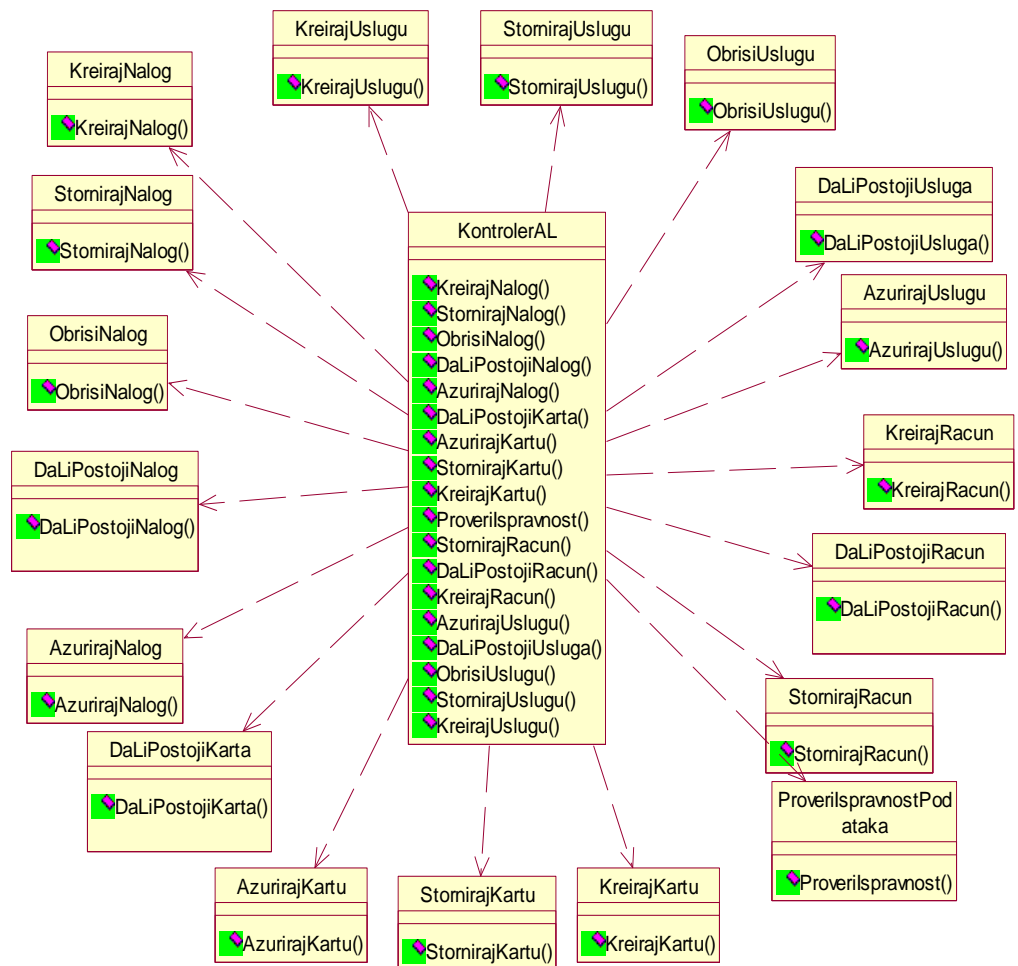 KreirajUslugu
KreirajUslugu()
StornirajUslugu
StornirajUslugu()
ObrisiUslugu
ObrisiUslugu()
KreirajNalog
KreirajNalog()
StornirajNalog
StornirajNalog()
DaLiPostojiUsluga
DaLiPostojiUsluga()
KontrolerAL
KreirajNalog()
StornirajNalog()
ObrisiNalog()
DaLiPostojiNalog()
AzurirajNalog()
DaLiPostojiKarta()
AzurirajKartu()
StornirajKartu()
KreirajKartu()
ProveriIspravnost()
StornirajRacun()
DaLiPostojiRacun()
KreirajRacun()
AzurirajUslugu()
DaLiPostojiUsluga()
ObrisiUslugu()
StornirajUslugu()
KreirajUslugu()
AzurirajUslugu
AzurirajUslugu()
ObrisiNalog
ObrisiNalog()
KreirajRacun
KreirajRacun()
DaLiPostojiNalog
DaLiPostojiNalog()
DaLiPostojiRacun
DaLiPostojiRacun()
AzurirajNalog
AzurirajNalog()
StornirajRacun
StornirajRacun()
DaLiPostojiKarta
DaLiPostojiKarta()
ProveriIspravnostPod
ataka
ProveriIspravnost()
AzurirajKartu
AzurirajKartu()
StornirajKartu
StornirajKartu()
KreirajKartu
KreirajKartu()